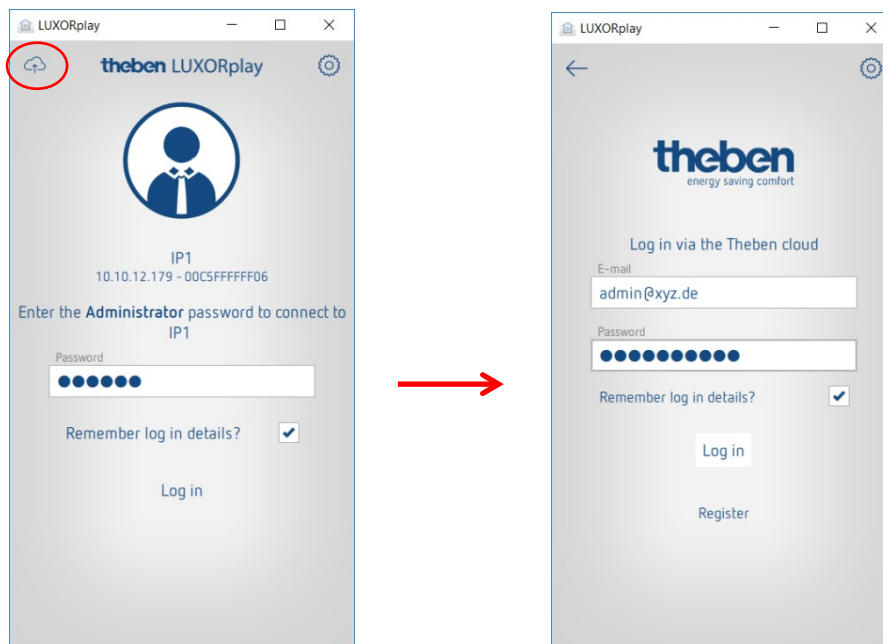 LUXORplay
theben LUXORplay
IP1
10.10.12.179 - 00C5FFFFFF06
Enter the Administrator password to connect to
IP1
Password
Remember log in details?
Log in
LUXORplay
theben
energy saving comfort
Log in via the Theben cloud
E-mail
admin@xyz.de
Password
Remember log in details?
Log in
Register